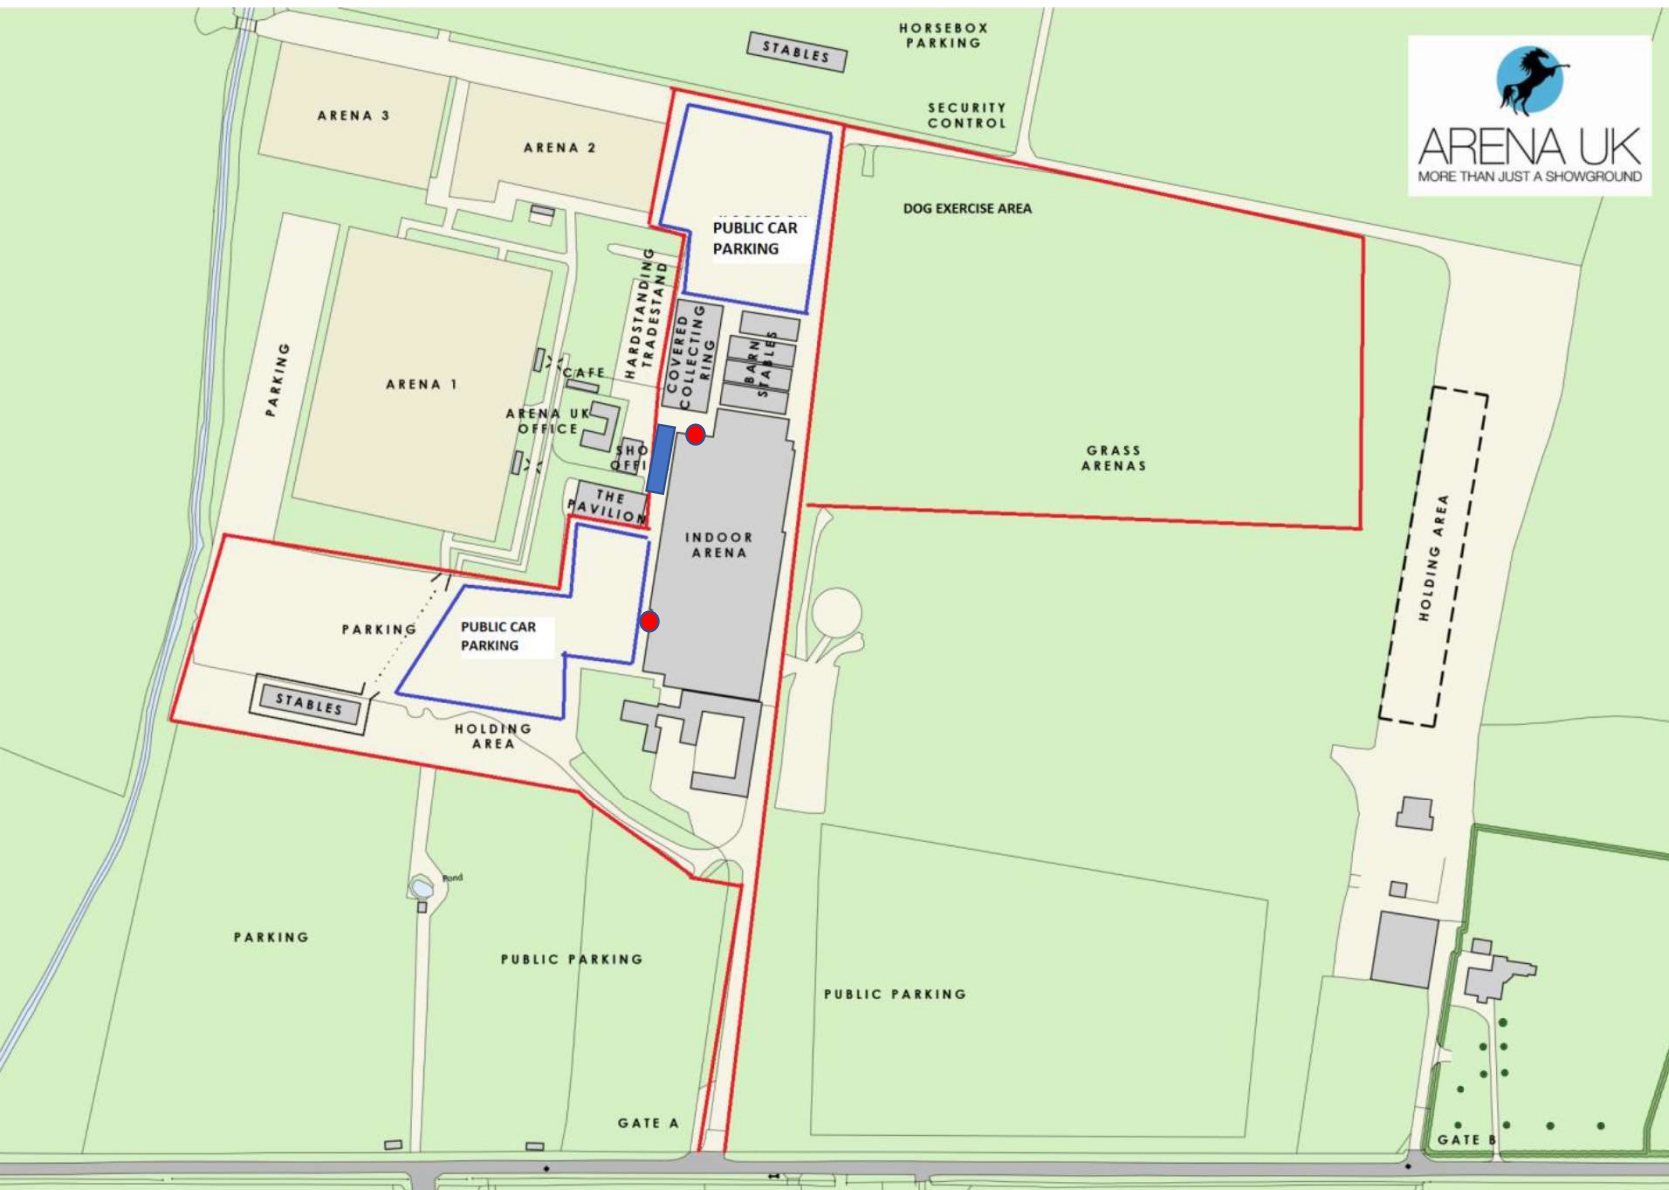 HORSEBOX
PARKING
STABLES
ARENA UK
MORE THAN JUST A SHOWGROUND
SECURITY
CONTROL
ARENA 3
ARENA 2
DOG EXERCISE AREA
PUBLIC CAR
PARKING
HARDSTANDING
TRADESTAND
COVERED
COLLECTING
RING
BARN
STABLES
PARKING
ARENA 1
CAFE
ARENA UK
OFFICE
SHO
OFFI
GRASS
ARENAS
THE
PAVILION
INDOOR
ARENA
HOLDING AREA
PARKING
PUBLIC CAR
PARKING
STABLES
HOLDING
AREA
Pond
PARKING
PUBLIC PARKING
PUBLIC PARKING
GATE A
GATE B